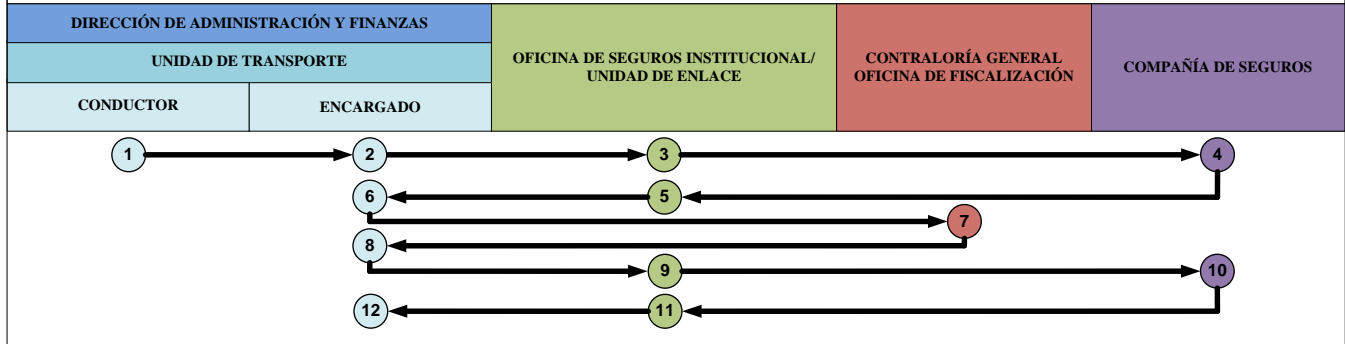 DIRECCIÓN DE ADMINISTRACIÓN Y FINANZAS
UNIDAD DE TRANSPORTE
CONDUCTOR
ENCARGADO
OFICINA DE SEGUROS INSTITUCIONAL/
UNIDAD DE ENLACE
CONTRALORÍA GENERAL
OFICINA DE FISCALIZACIÓN
COMPAÑÍA DE SEGUROS
1
2
3
4
5
6
7
8
9
10
11
12